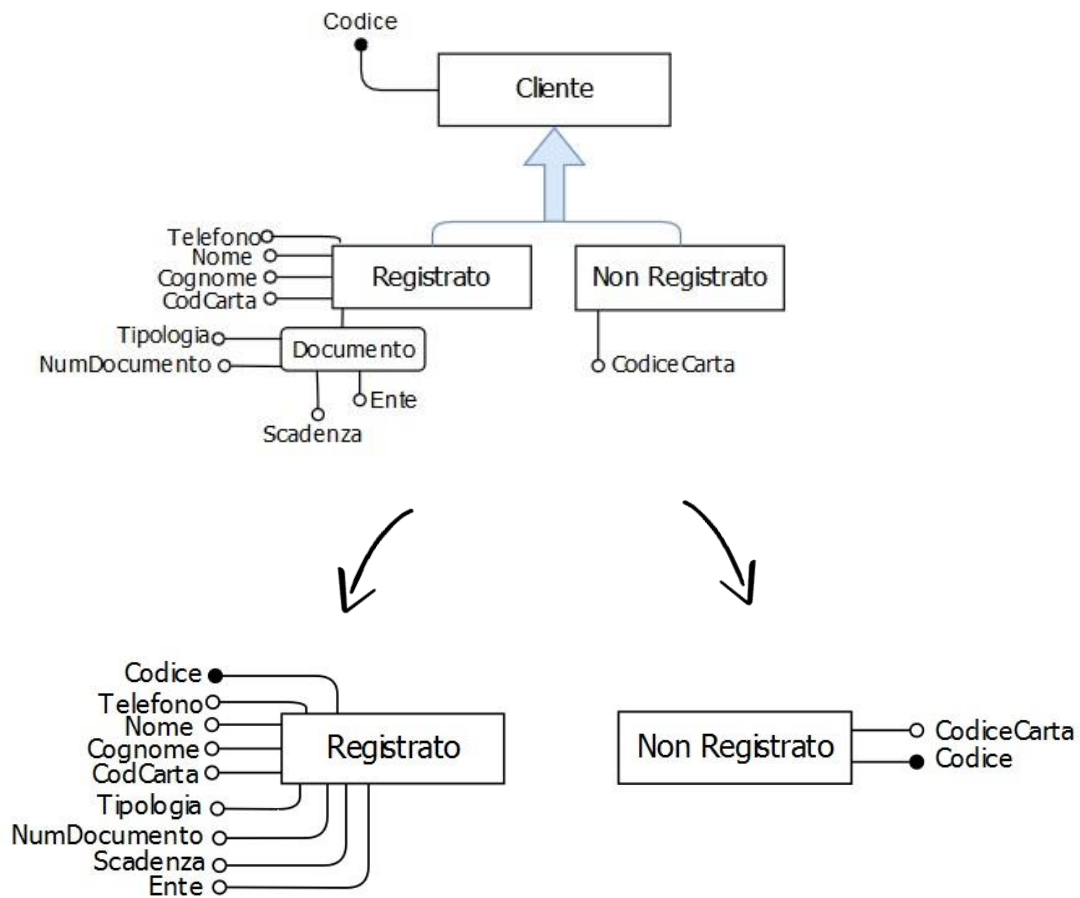 Codice
Cliente
Telefono
Nome
Cognome
CodCarta
Registrato
Non Registrato
Tipologia
NumDocumento
Documento
Ente
Scadenza
CodiceCarta
Codice
Telefono
Nome
Cognome
CodCarta
Tipologia
NumDocumento
Scadenza
Ente
Registrato
Non Registrato
CodiceCarta
Codice